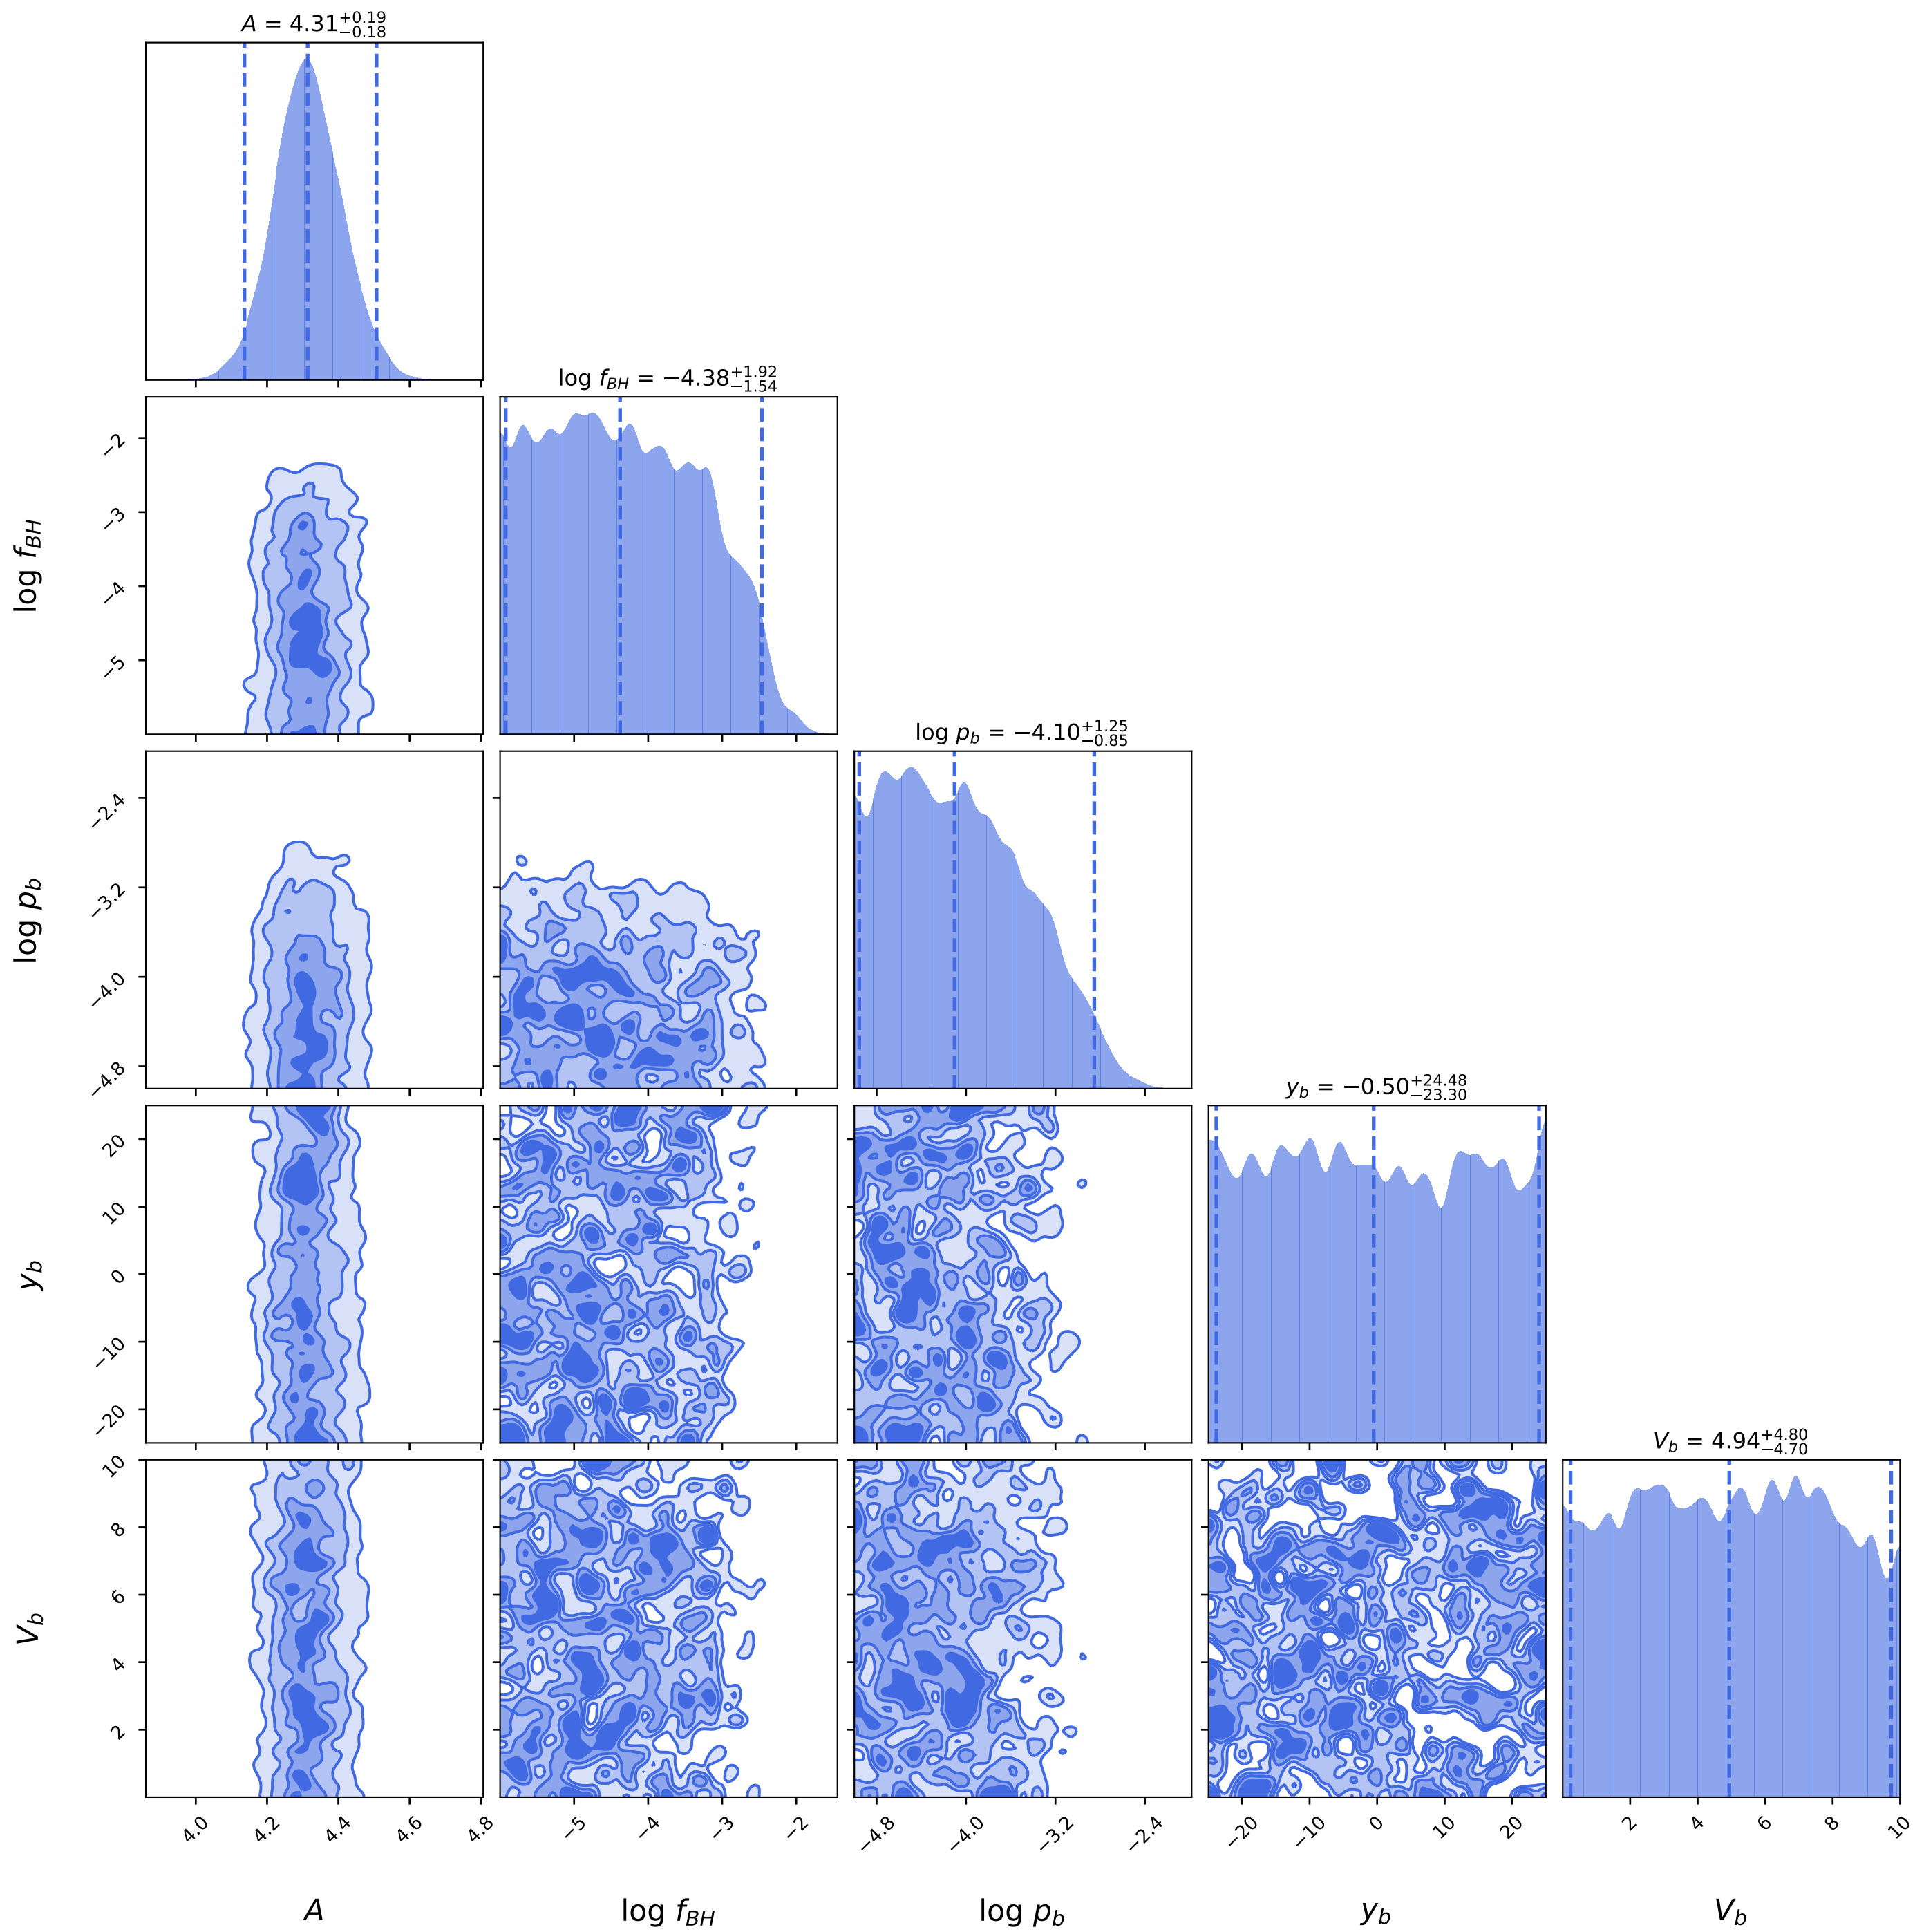 A = 4.31^{+0.19}_{-0.18}
log f_{BH} = −4.38^{+1.92}_{-1.54}
−2
−3
−4
−5
log f_{BH}
log p_b = −4.10^{+1.25}_{-0.85}
−2.4
−3.2
−4.0
−4.8
log p_b
y_b = −0.50^{+24.48}_{-23.30}
20
10
0
−10
−20
y_b
V_b = 4.94^{+4.80}_{-4.70}
10
8
6
4
2
V_b
4.0 4.2 4.4 4.6 4.8 −5 −4 −3 −2 −4.8 −4.0 −3.2 −2.4 −20 −10 0 10 20 2 4 6 8 10
A log f_{BH} log p_b y_b V_b